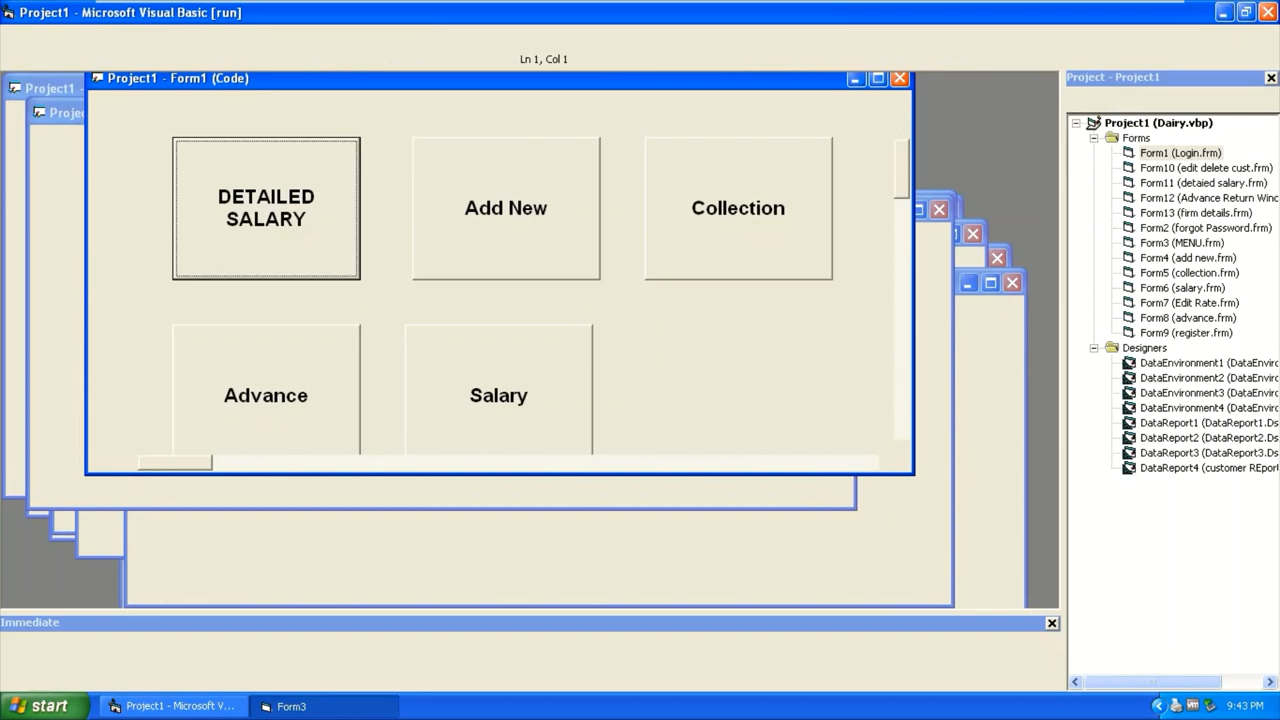 Project1 - Microsoft Visual Basic [run]
Ln 1, Col 1
Project1 -
Project1 - Form1 (Code)
Project - Project1
Projec
DETAILED
SALARY
Add New
Collection
Advance
Salary
Project1 (Dairy.vbp)
Forms
Form1 (Login.frm)
Form10 (edit delete cust.frm)
Form11 (detaied salary.frm)
Form12 (Advance Return Winc
Form13 (firm details.frm)
Form2 (forgot Password.frm)
Form3 (MENU.frm)
Form4 (add new.frm)
Form5 (collection.frm)
Form6 (salary.frm)
Form7 (Edit Rate.frm)
Form8 (advance.frm)
Form9 (register.frm)
Designers
DataEnvironment1 (DataEnvirc
DataEnvironment2 (DataEnvirc
DataEnvironment3 (DataEnvirc
DataEnvironment4 (DataEnvirc
DataReport1 (DataReport1.Ds
DataReport2 (DataReport2.Ds
DataReport3 (DataReport3.Ds
DataReport4 (customer REport
Immediate
start
Project1 - Microsoft V...
Form3
9:43 PM